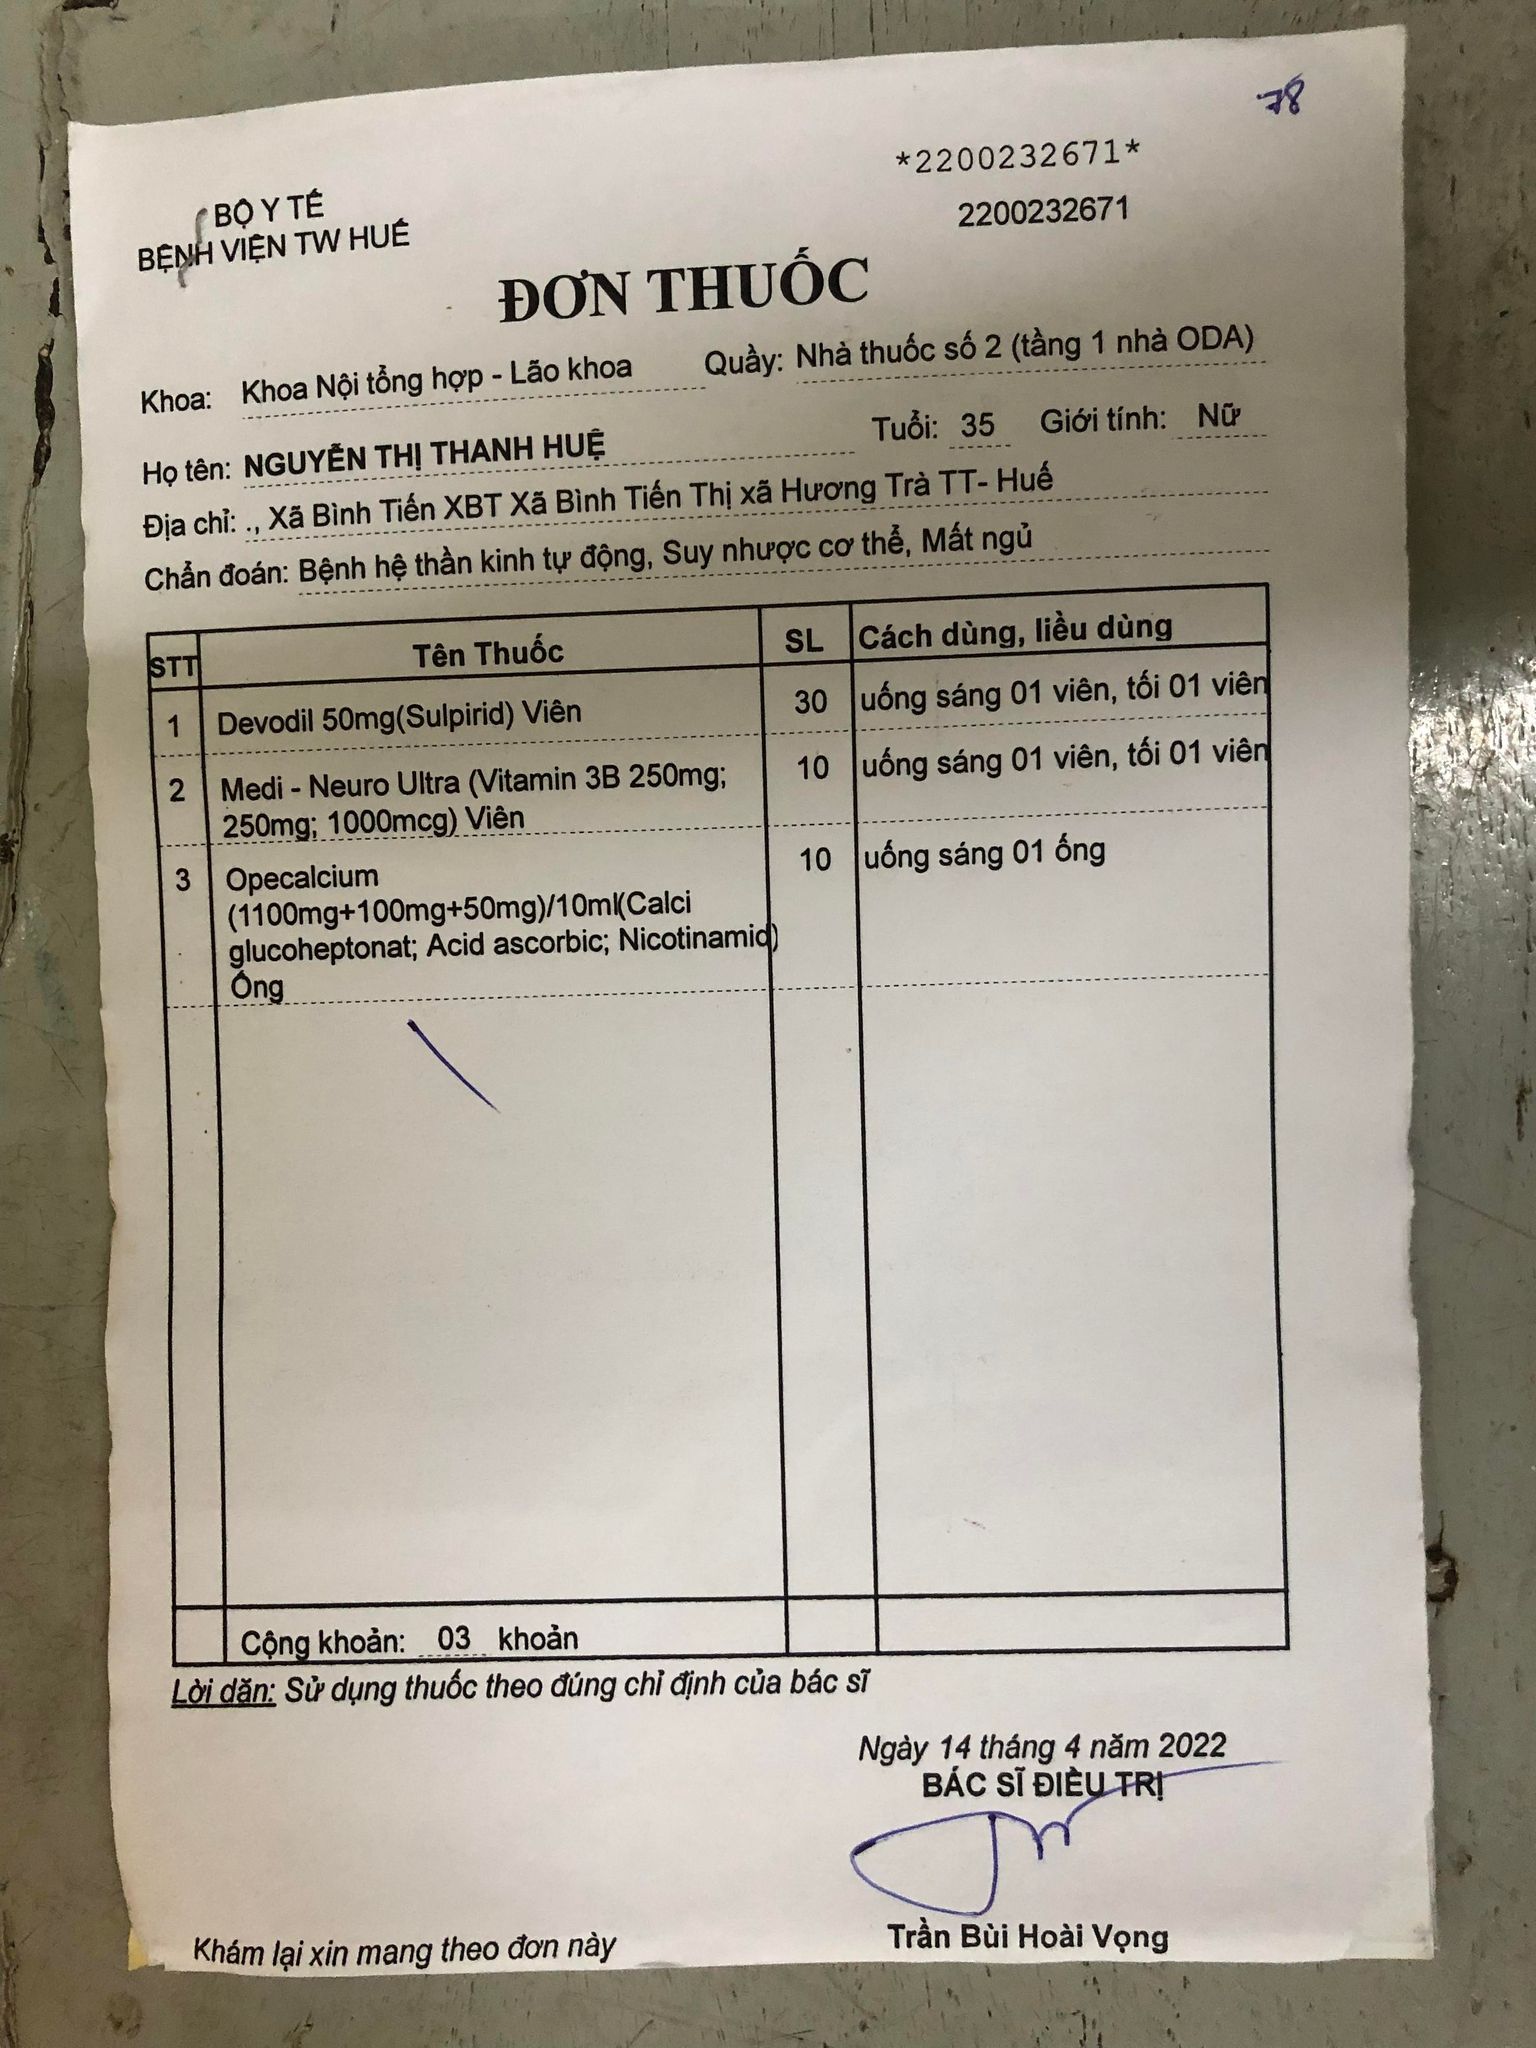 78
*2200232671*
2200232671
BỘ Y TẾ
BỆNH VIỆN TW HUẾ
ĐƠN THUỐC
Khoa: Khoa Nội tổng hợp - Lão khoa Quầy: Nhà thuốc số 2 (tầng 1 nhà ODA)
Họ tên: NGUYỄN THỊ THANH HUỆ Tuổi: 35 Giới tính: Nữ
Địa chỉ: ., Xã Bình Tiến XBT Xã Bình Tiến Thị xã Hương Trà TT- Huế
Chẩn đoán: Bệnh hệ thần kinh tự động, Suy nhược cơ thể, Mất ngủ
STT Tên Thuốc SL Cách dùng, liều dùng
1 Devodil 50mg(Sulpirid) Viên 30 uống sáng 01 viên, tối 01 viên
2 Medi - Neuro Ultra (Vitamin 3B 250mg; 10 uống sáng 01 viên, tối 01 viên
250mg; 1000mcg) Viên
3 Opecalcium 10 uống sáng 01 ống
(1100mg+100mg+50mg)/10ml(Calci
glucoheptonat; Acid ascorbic; Nicotinamid)
Ống
Cộng khoản: 03 khoản
Lời dặn: Sử dụng thuốc theo đúng chỉ định của bác sĩ
Ngày 14 tháng 4 năm 2022
BÁC SĨ ĐIỀU TRỊ
Trần Bùi Hoài Vọng
Khám lại xin mang theo đơn này